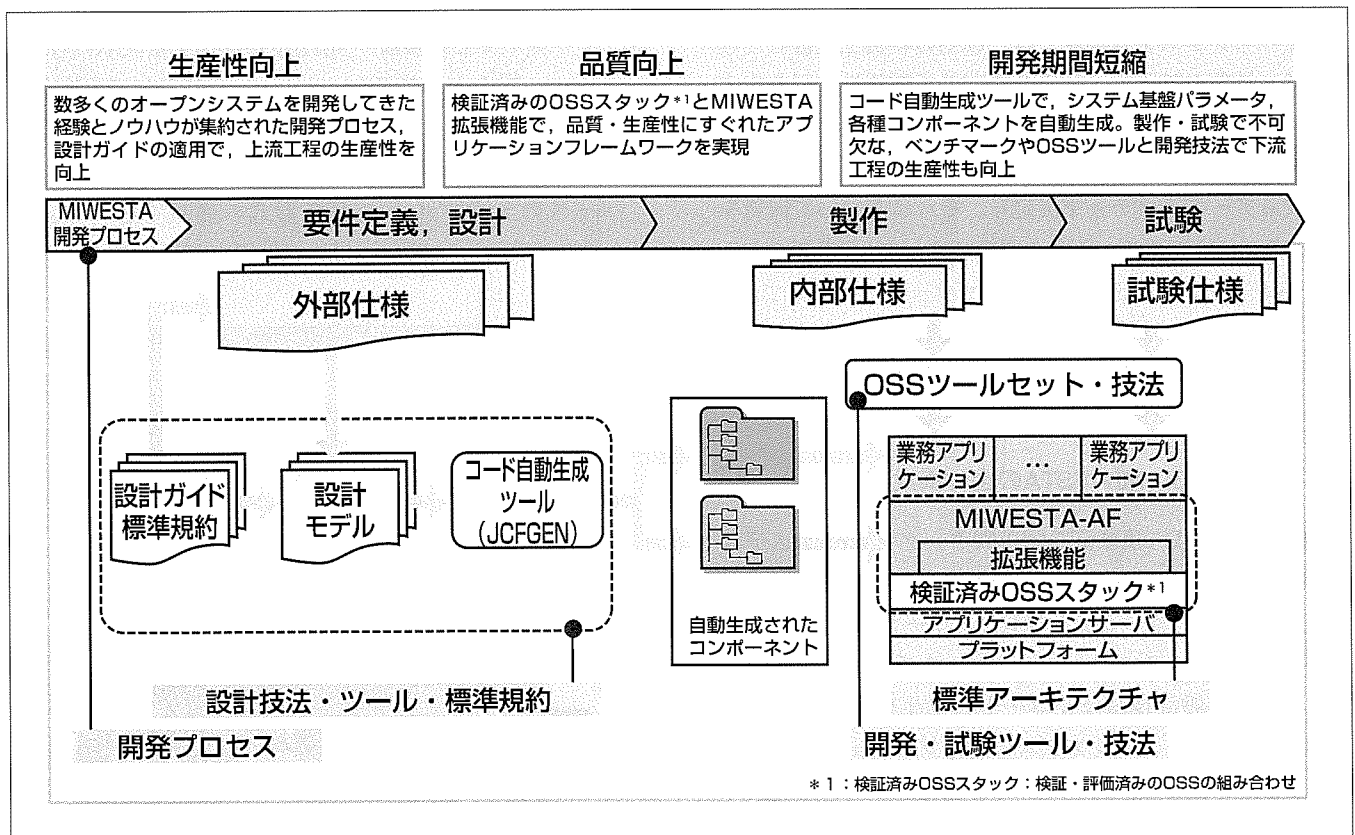 生産性向上
数多くのオープンシステムを開発してきた
経験とノウハウが集約された開発プロセス,
設計ガイドの適用で, 上流工程の生産性を
向上
品質向上
検証済みのOSSスタック*1とMIWESTA
拡張機能で, 品質・生産性にすぐれたアプ
リケーションフレームワークを実現
開発期間短縮
コード自動生成ツールで, システム基盤パラメータ,
各種コンポーネントを自動生成。製作・試験で不可
欠な, ベンチマークやOSSツールと開発技法で下流
工程の生産性も向上
MIWESTA
開発プロセス
要件定義, 設計
製作
試験
外部仕様
内部仕様
試験仕様
OSSツールセット・技法
設計ガイド
標準規約
設計
モデル
コード自動生成
ツール
(JCFGEN)
自動生成された
コンポーネント
業務アプリ
ケーション
…
業務アプリ
ケーション
MIWESTA-AF
拡張機能
検証済みOSSスタック*1
アプリケーションサーバ
プラットフォーム
設計技法・ツール・標準規約
標準アーキテクチャ
開発プロセス
開発・試験ツール・技法
*1:検証済みOSSスタック:検証・評価済みのOSSの組み合わせ